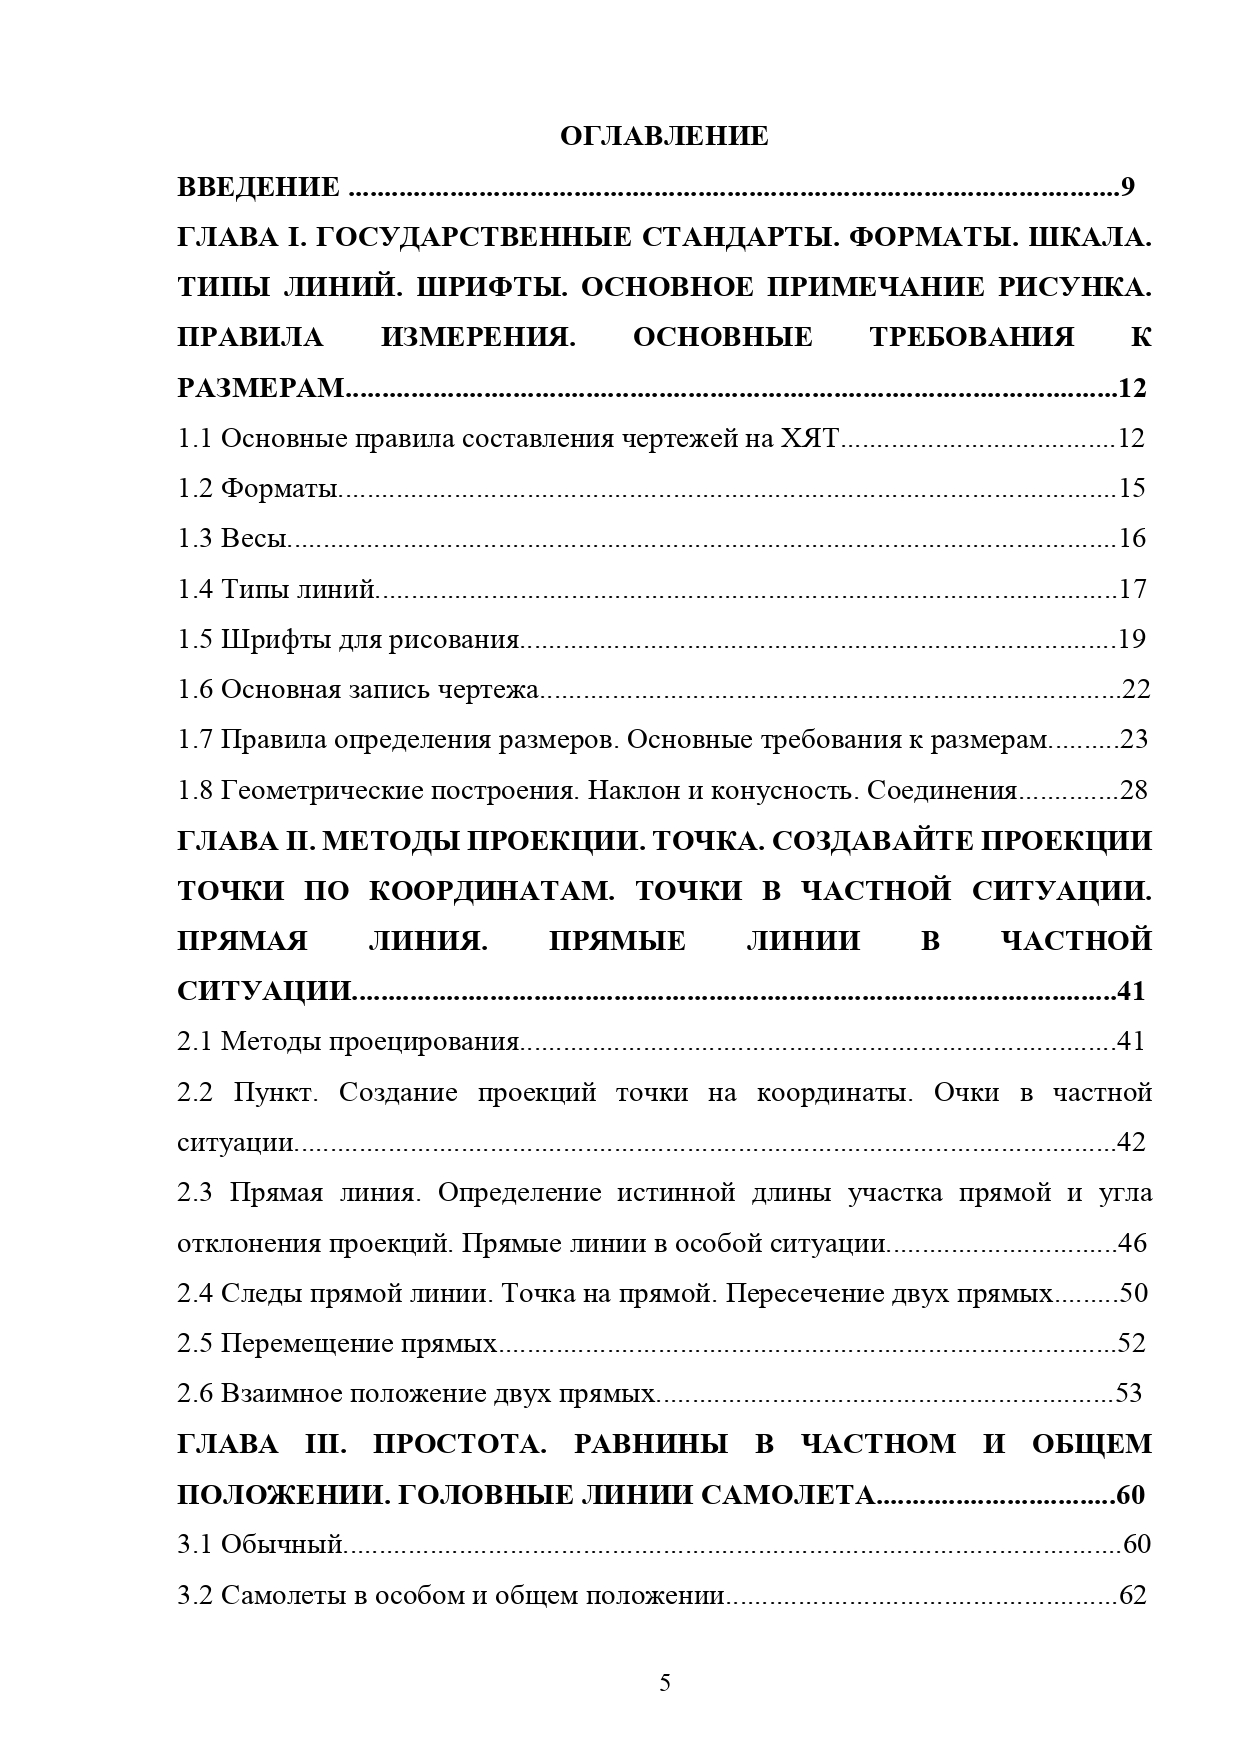 ОГЛАВЛЕНИЕ
ВВЕДЕНИЕ ...........................................................................................................9
ГЛАВА I. ГОСУДАРСТВЕННЫЕ СТАНДАРТЫ. ФОРМАТЫ. ШКАЛА.
ТИПЫ ЛИНИЙ. ШРИФТЫ. ОСНОВНОЕ ПРИМЕЧАНИЕ РИСУНКА.
ПРАВИЛА ИЗМЕРЕНИЯ. ОСНОВНЫЕ ТРЕБОВАНИЯ К
РАЗМЕРАМ..........................................................................................................12
1.1 Основные правила составления чертежей на ХЯТ......................................12
1.2 Форматы...........................................................................................................15
1.3 Весы..................................................................................................................16
1.4 Типы линий......................................................................................................17
1.5 Шрифты для рисования..................................................................................19
1.6 Основная запись чертежа................................................................................22
1.7 Правила определения размеров. Основные требования к размерам..........23
1.8 Геометрические построения. Наклон и конусность. Соединения..............28
ГЛАВА II. МЕТОДЫ ПРОЕКЦИИ. ТОЧКА. СОЗДАВАЙТЕ ПРОЕКЦИИ
ТОЧКИ ПО КООРДИНАТАМ. ТОЧКИ В ЧАСТНОЙ СИТУАЦИИ.
ПРЯМАЯ ЛИНИЯ. ПРЯМЫЕ ЛИНИИ В ЧАСТНОЙ
СИТУАЦИИ.........................................................................................................41
2.1 Методы проецирования..................................................................................41
2.2 Пункт. Создание проекций точки на координаты. Очки в частной
ситуации.................................................................................................................42
2.3 Прямая линия. Определение истинной длины участка прямой и угла
отклонения проекций. Прямые линии в особой ситуации................................46
2.4 Следы прямой линии. Точка на прямой. Пересечение двух прямых.........50
2.5 Перемещение прямых.....................................................................................52
2.6 Взаимное положение двух прямых...............................................................53
ГЛАВА III. ПРОСТОТА. РАВНИНЫ В ЧАСТНОМ И ОБЩЕМ
ПОЛОЖЕНИИ. ГОЛОВНЫЕ ЛИНИИ САМОЛЕТА.................................60
3.1 Обычный...........................................................................................................60
3.2 Самолеты в особом и общем положении......................................................62
5